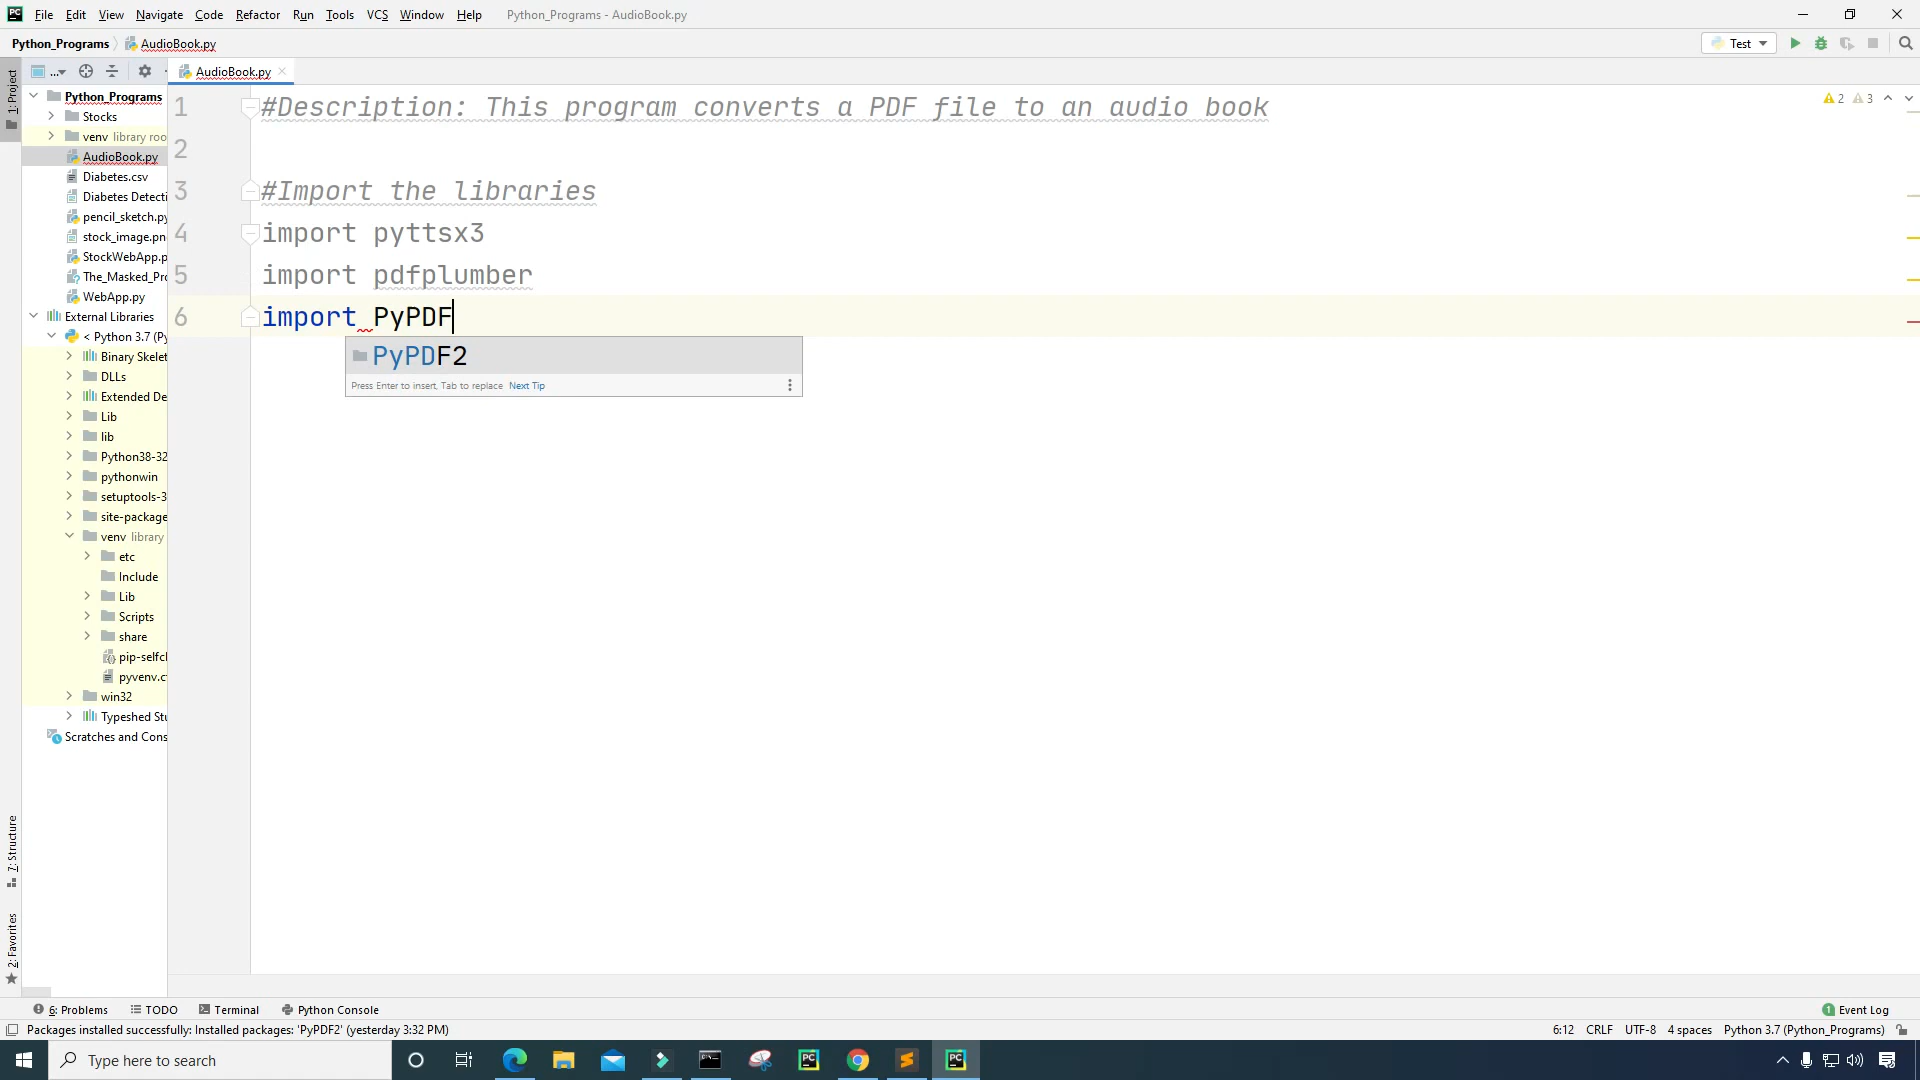 File Edit View Navigate Code Refactor Run Tools VCS Window Help Python_Programs - AudioBook.py
Python_Programs AudioBook.py Test
1: Project ... AudioBook.py
Python_Programs
Stocks
venv library roo
AudioBook.py
Diabetes.csv
Diabetes Detecti
pencil_sketch.py
stock_image.pn
StockWebApp.p
The_Masked_Pro
WebApp.py
External Libraries
< Python 3.7 (Py
Binary Skelet
DLLs
Extended De
Lib
lib
Python38-32
pythonwin
setuptools-3
site-package
venv library
etc
Include
Lib
Scripts
share
pip-selfcl
pyvenv.c
win32
Typeshed Stu
Scratches and Cons
7: Structure
2: Favorites
1 #Description: This program converts a PDF file to an audio book
2
3 #Import the libraries
4 import pyttsx3
5 import pdfplumber
6 import PyPDF
PyPDF2
Press Enter to insert, Tab to replace Next Tip
2 3
6: Problems TODO Terminal Python Console 1 Event Log
Packages installed successfully: Installed packages: 'PyPDF2' (yesterday 3:32 PM) 6:12 CRLF UTF-8 4 spaces Python 3.7 (Python_Programs)
Type here to search